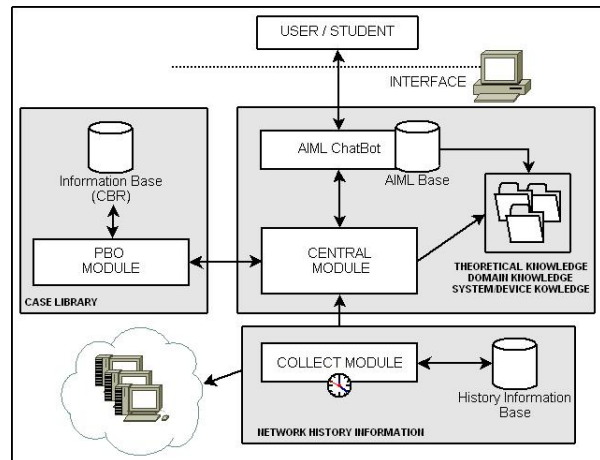 USER / STUDENT
INTERFACE
AIML ChatBot
AIML Base
Information Base
(CBR)
PBO
MODULE
CENTRAL
MODULE
THEORETICAL KNOWLEDGE
DOMAIN KNOWLEDGE
SYSTEM/DEVICE KOWLEDGE
CASE LIBRARY
COLLECT MODULE
History Information
Base
NETWORK HISTORY INFORMATION